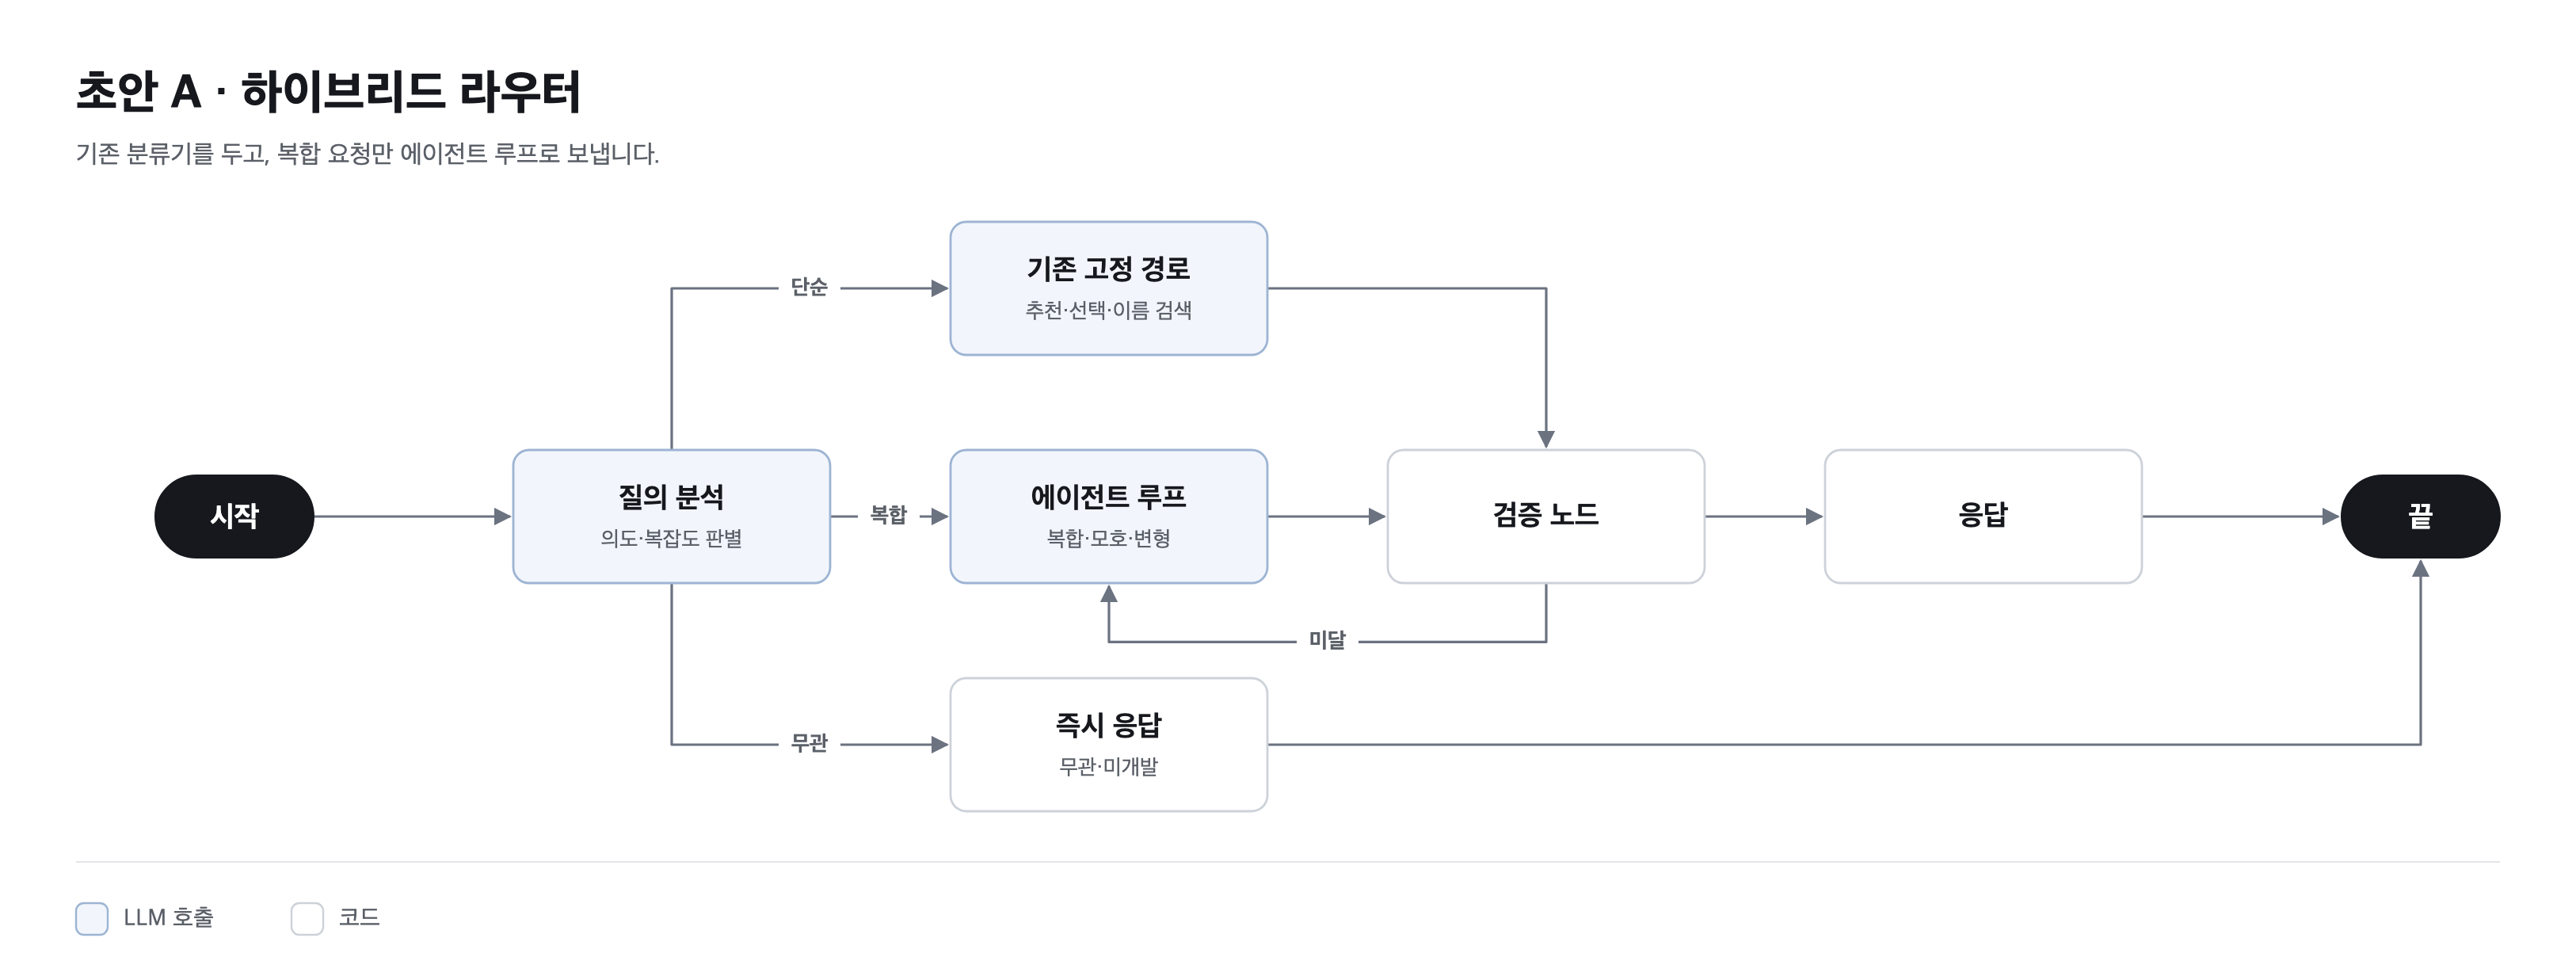 초안 A · 하이브리드 라우터
기존 분류기를 두고, 복합 요청만 에이전트 루프로 보냅니다.
단순
기존 고정 경로
추천·선택·이름 검색
시작
질의 분석
의도·복잡도 판별
복합
에이전트 루프
복합·모호·변형
검증 노드
응답
끝
미달
무관
즉시 응답
무관·미개발
LLM 호출
코드